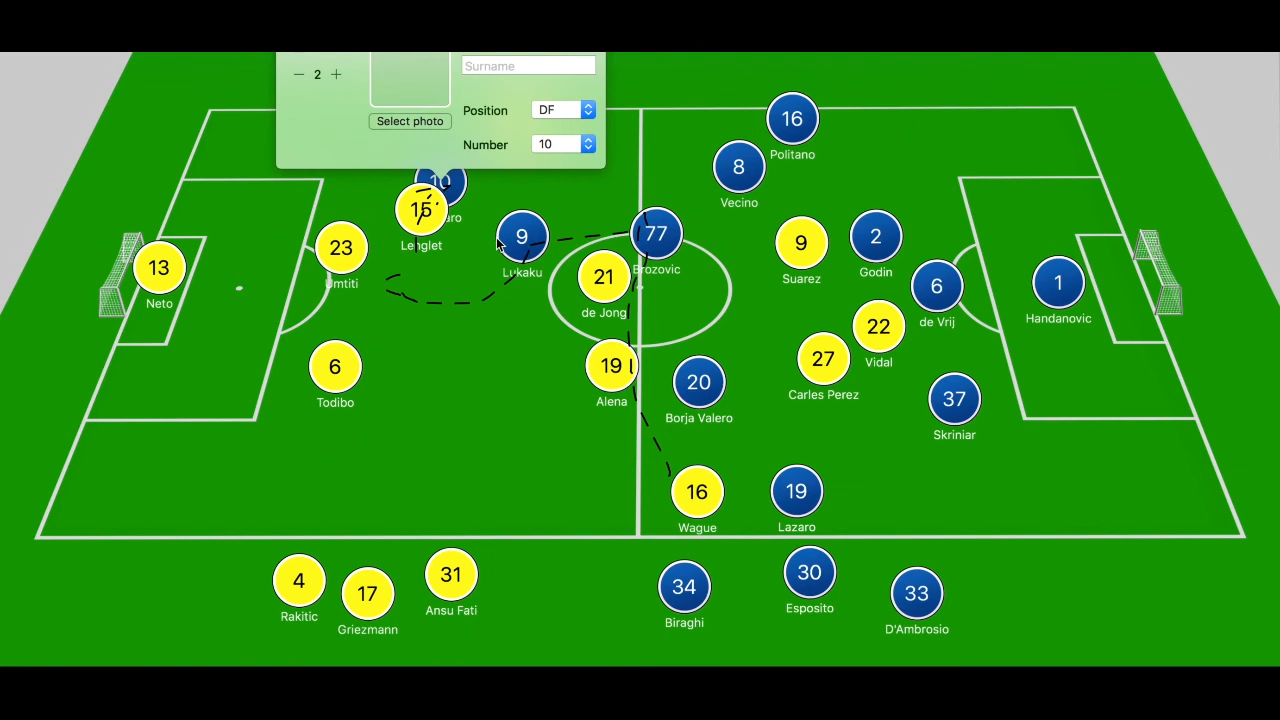 Surname
− 2 +
Position DF
Select photo
Number 10
16
Politano
8
Vecino
10
aro
15
Lenglet
23
Umtiti
9
Lukaku
77
Brozovic
9
Suarez
2
Godin
13
Neto
21
de Jong
6
de Vrij
1
Handanovic
22
Vidal
27
Carles Perez
6
Todibo
19
Alena
20
Borja Valero
37
Skriniar
16
Wague
19
Lazaro
4
Rakitic
17
Griezmann
31
Ansu Fati
34
Biraghi
30
Esposito
33
D'Ambrosio